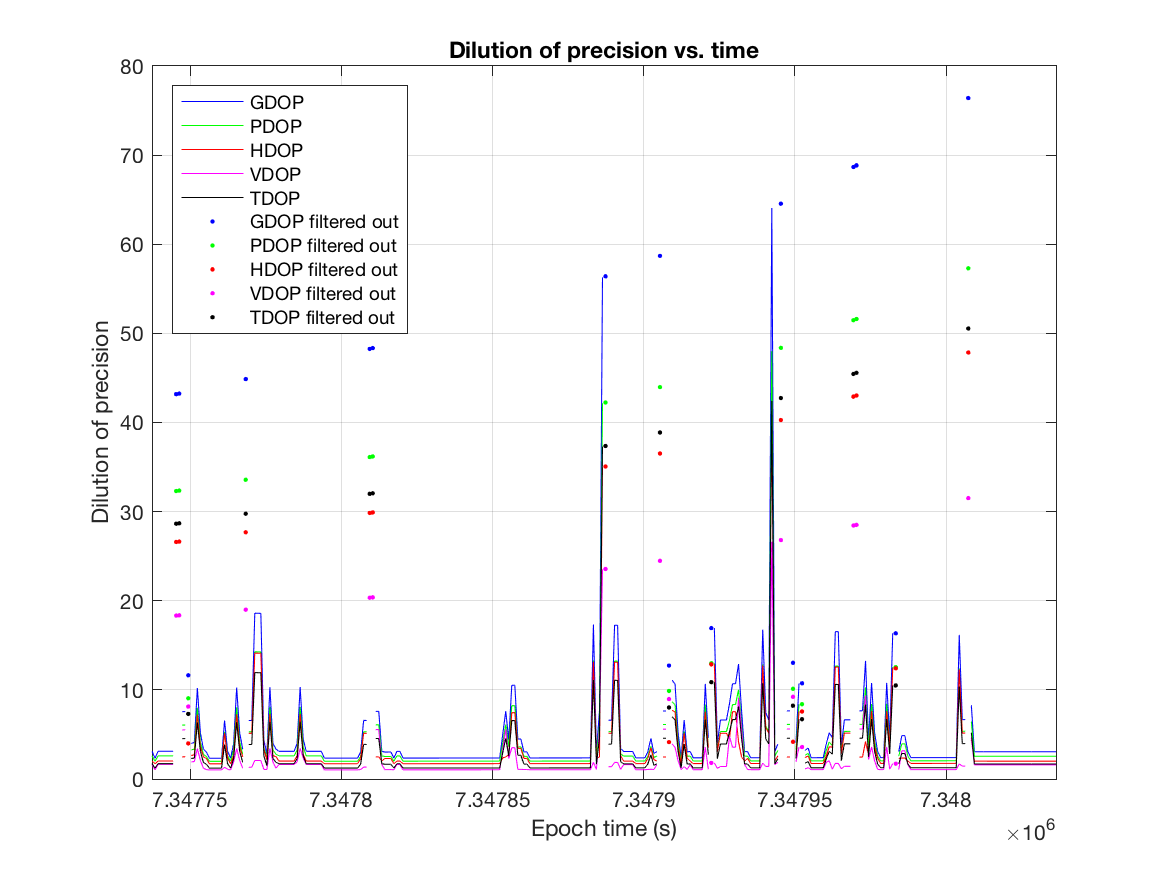 Dilution of precision vs. time
80
70
60
50
40
30
20
10
0
Dilution of precision
GDOP
PDOP
HDOP
VDOP
TDOP
GDOP filtered out
PDOP filtered out
HDOP filtered out
VDOP filtered out
TDOP filtered out
7.34775 7.3478 7.34785 7.3479 7.34795 7.348
Epoch time (s)
×10^6